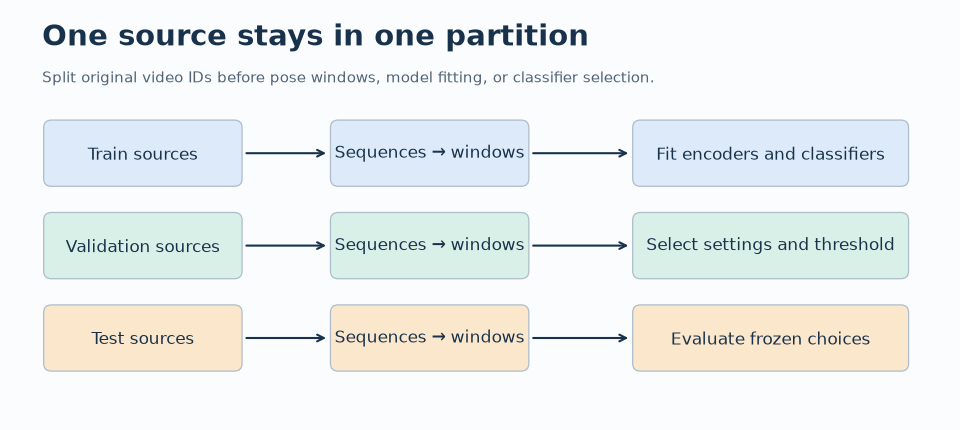 One source stays in one partition
Split original video IDs before pose windows, model fitting, or classifier selection.
Train sources
Sequences → windows
Fit encoders and classifiers
Validation sources
Sequences → windows
Select settings and threshold
Test sources
Sequences → windows
Evaluate frozen choices